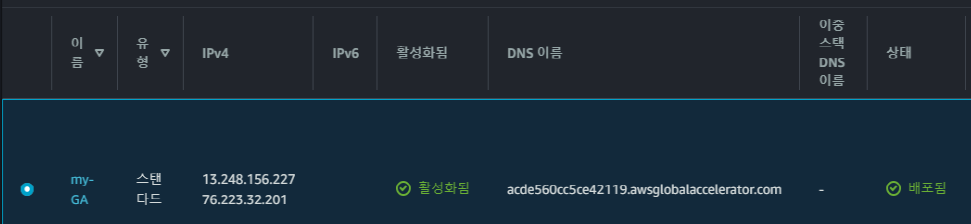 이름
유형
IPv4
IPv6
활성화됨
DNS 이름
이중
스택
DNS
이름
상태
my-
GA
스탠
다드
13.248.156.227
76.223.32.201
활성화됨
acde560cc5ce42119.awsglobalaccelerator.com
-
배포됨